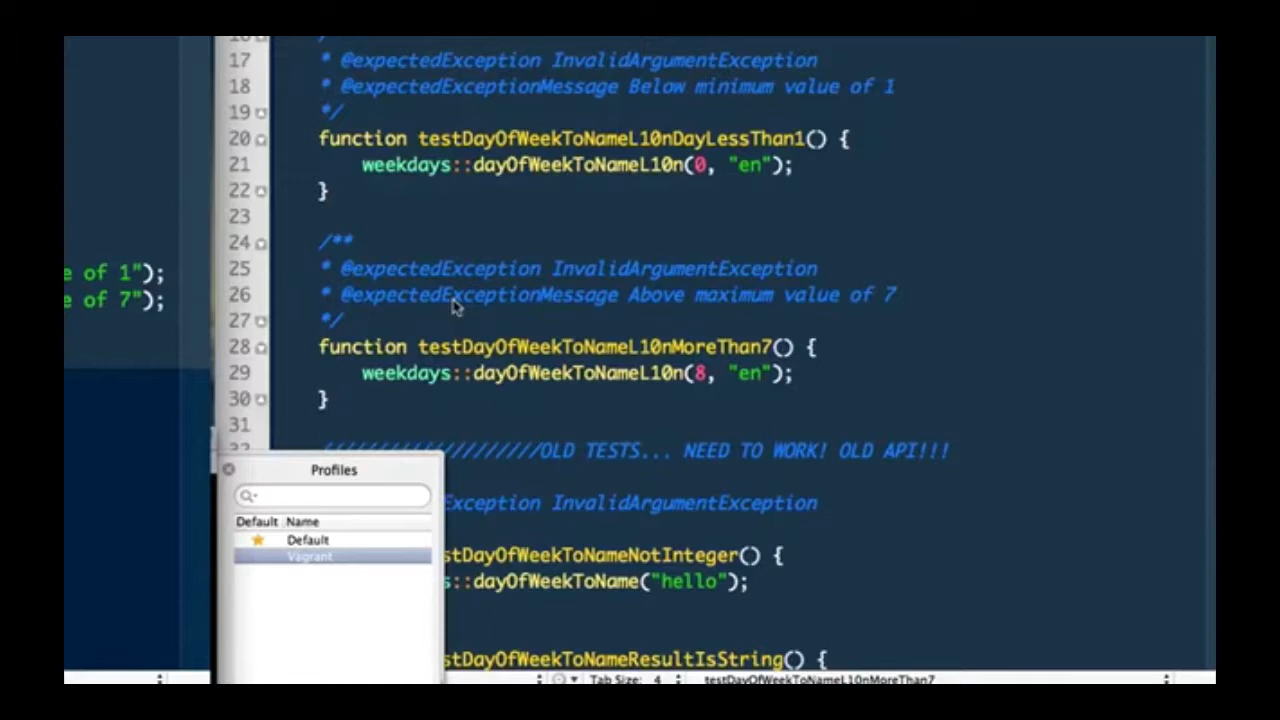 17 * @expectedException InvalidArgumentException
18 * @expectedExceptionMessage Below minimum value of 1
19 */
20 function testDayOfWeekToNameL10nDayLessThan1() {
21 weekdays::dayOfWeekToNameL10n(0, "en");
22 }
23
24 /**
25 * @expectedException InvalidArgumentException
26 * @expectedExceptionMessage Above maximum value of 7
27 */
28 function testDayOfWeekToNameL10nMoreThan7() {
29 weekdays::dayOfWeekToNameL10n(8, "en");
30 }
31
////////////////////OLD TESTS... NEED TO WORK! OLD API!!!
Exception InvalidArgumentException
stDayOfWeekToNameNotInteger() {
s::dayOfWeekToName("hello");
stDayOfWeekToNameResultIsString() {
e of 1");
e of 7");
Profiles
Default Name
Default
Vagrant
Tab Size: 4 testDayOfWeekToNameL10nMoreThan7